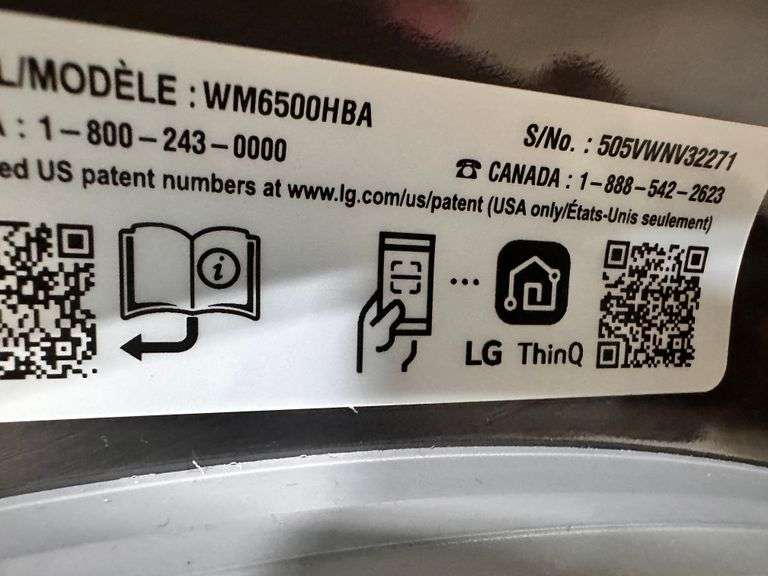 L/MODÈLE : WM6500HBA
S/No. : 505VWNV32271
A : 1-800-243-0000
☎ CANADA : 1-888-542-2623
ed US patent numbers at www.lg.com/us/patent (USA only/États-Unis seulement)
i
LG ThinQ